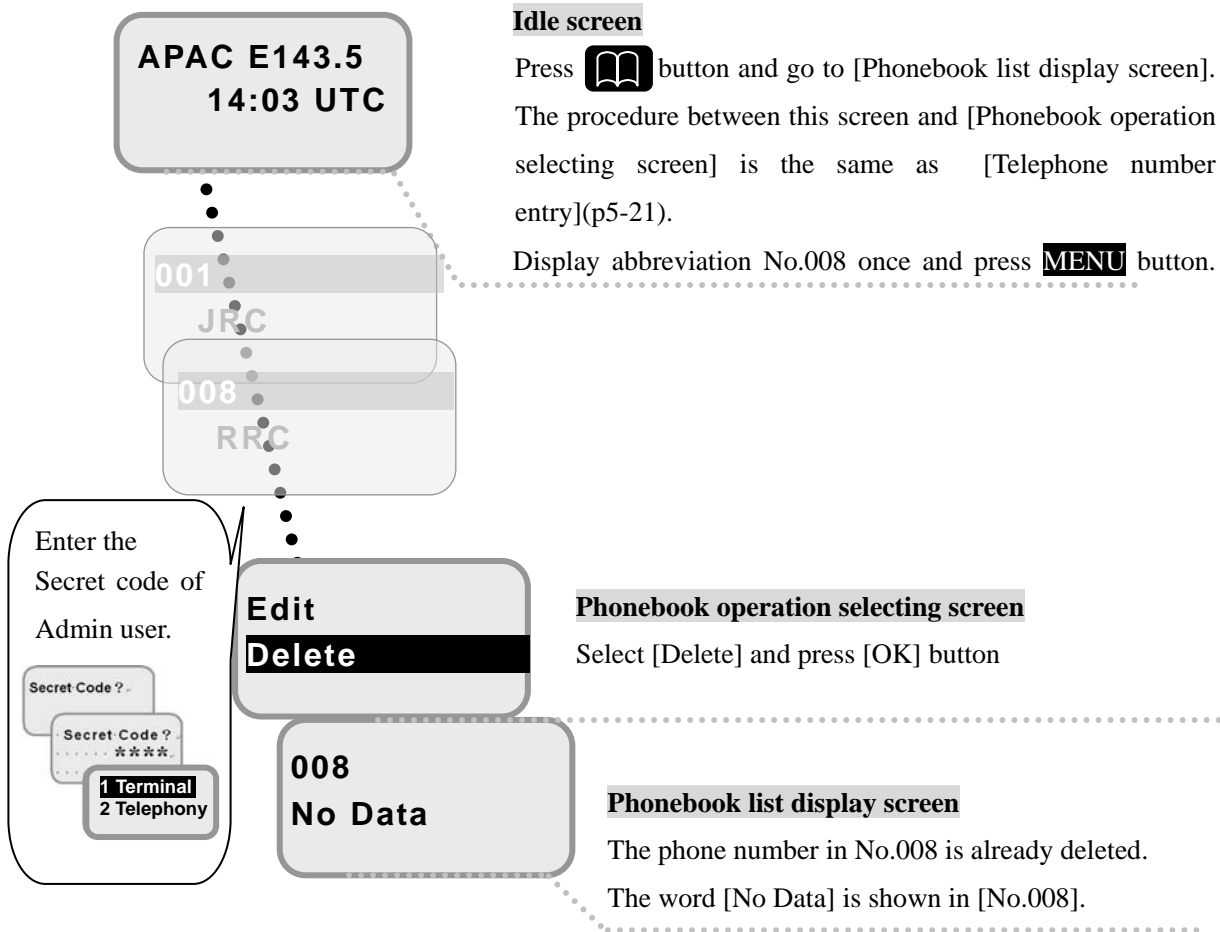 Idle screen
APAC E143.5
14:03 UTC
Press button and go to [Phonebook list display screen].
The procedure between this screen and [Phonebook operation
selecting screen] is the same as [Telephone number
entry](p5-21).
Display abbreviation No.008 once and press MENU button.
001
JRC
008
RRC
Enter the
Secret code of
Admin user.
Secret Code ?
Secret Code ?
****
1 Terminal
2 Telephony
Edit
Delete
Phonebook operation selecting screen
Select [Delete] and press [OK] button
008
No Data
Phonebook list display screen
The phone number in No.008 is already deleted.
The word [No Data] is shown in [No.008].